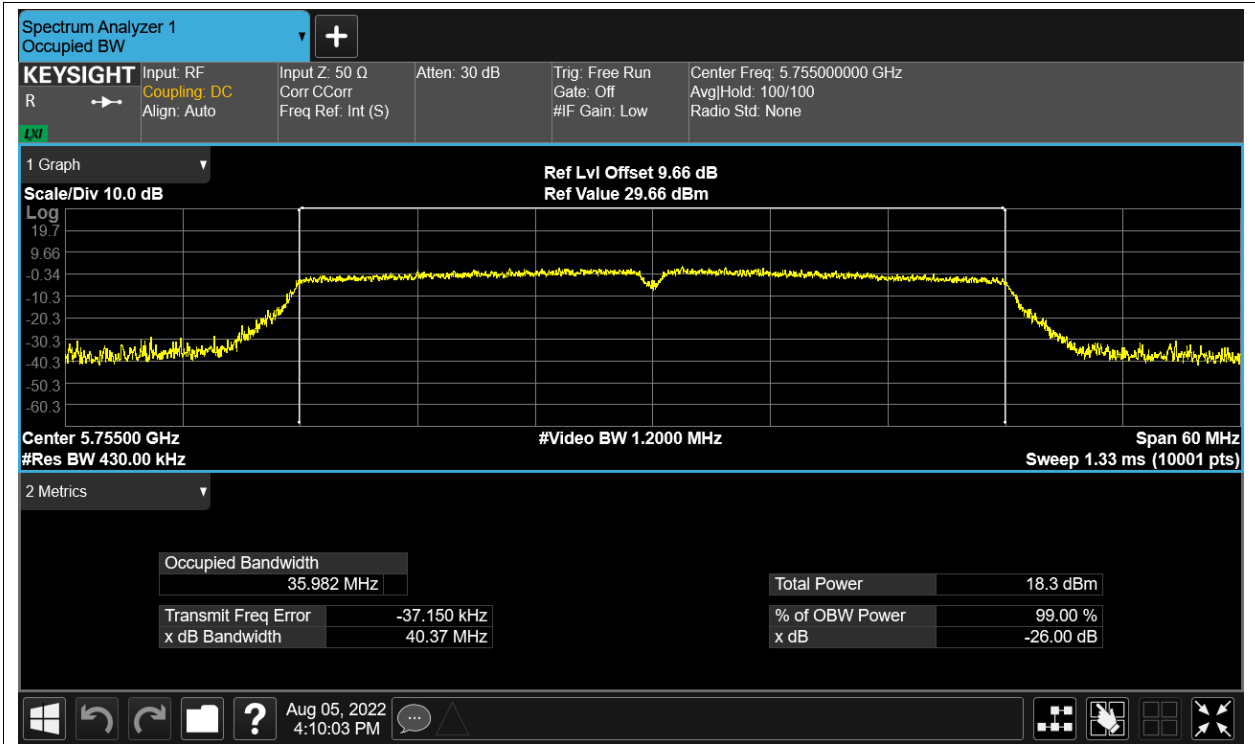 Spectrum Analyzer 1
Occupied BW
KEYSIGHT
R
LXI
Input: RF
Coupling: DC
Align: Auto
Input Z: 50 Ω
Corr CCorr
Freq Ref: Int (S)
Atten: 30 dB
Trig: Free Run
Gate: Off
#IF Gain: Low
Center Freq: 5.755000000 GHz
Avg|Hold: 100/100
Radio Std: None
1 Graph
Scale/Div 10.0 dB
Ref Lvl Offset 9.66 dB
Ref Value 29.66 dBm
Log
19.7
9.66
-0.34
-10.3
-20.3
-30.3
-40.3
-50.3
-60.3
Center 5.75500 GHz
#Video BW 1.2000 MHz
Span 60 MHz
#Res BW 430.00 kHz
Sweep 1.33 ms (10001 pts)
2 Metrics
Occupied Bandwidth
35.982 MHz
Transmit Freq Error -37.150 kHz
x dB Bandwidth 40.37 MHz
Total Power 18.3 dBm
% of OBW Power 99.00 %
x dB -26.00 dB
Aug 05, 2022
4:10:03 PM